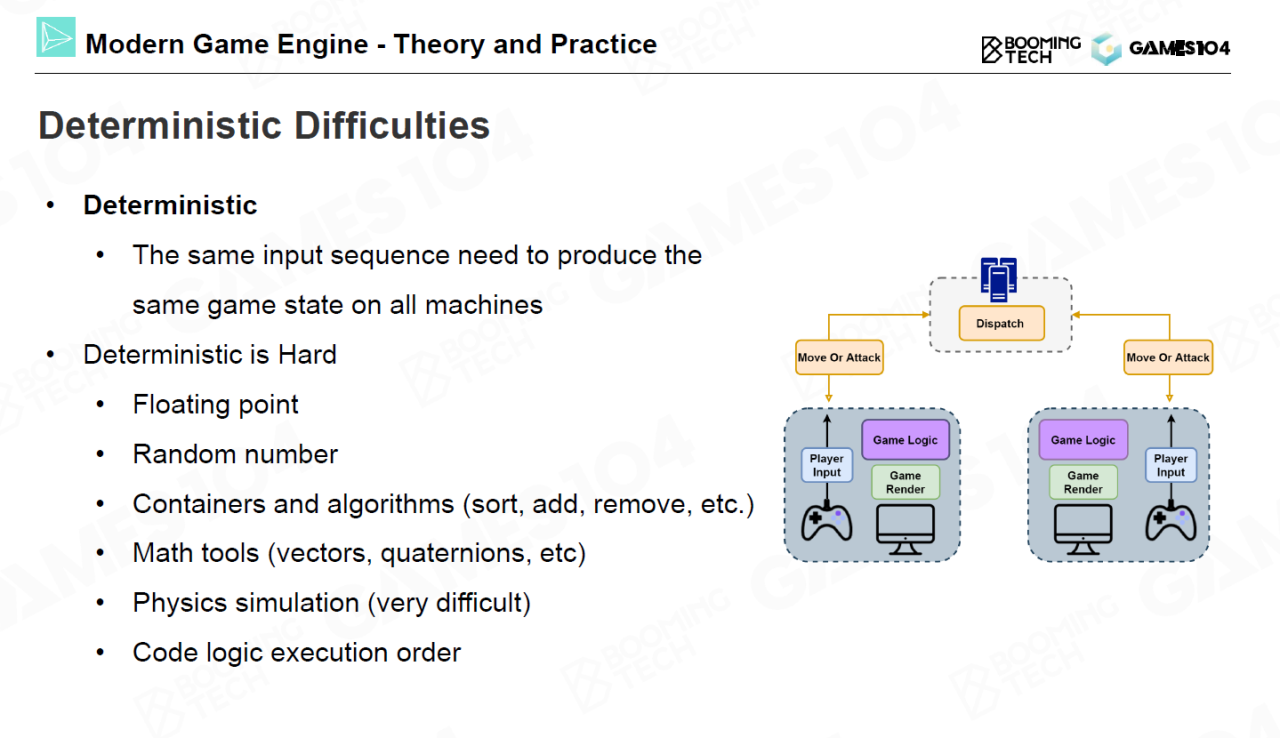 Modern Game Engine - Theory and Practice
BOOMING
TECH
GAMES104
Deterministic Difficulties
• Deterministic
• The same input sequence need to produce the
same game state on all machines
• Deterministic is Hard
• Floating point
• Random number
• Containers and algorithms (sort, add, remove, etc.)
• Math tools (vectors, quaternions, etc)
• Physics simulation (very difficult)
• Code logic execution order
Dispatch
Move Or Attack
Move Or Attack
Game Logic
Player
Input
Game
Render
Game Logic
Game
Render
Player
Input